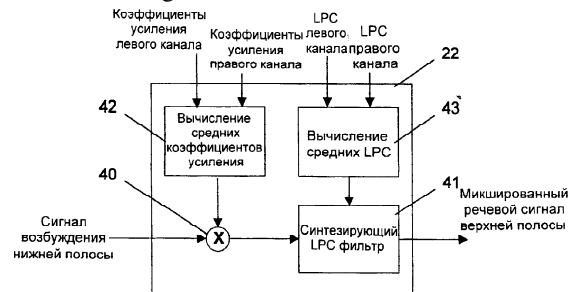 Коэффициенты
усиления
левого канала
Коэффициенты
усиления
правого канала
LPC
левого
канала
LPC
правого
канала
22
42
Вычисление
средних
коэффициентов
усиления
Вычисление
средних LPC
43
40
41
Сигнал
возбуждения
нижней полосы
X
Синтезирующий
LPC фильтр
Микшированный
речевой сигнал
верхней полосы